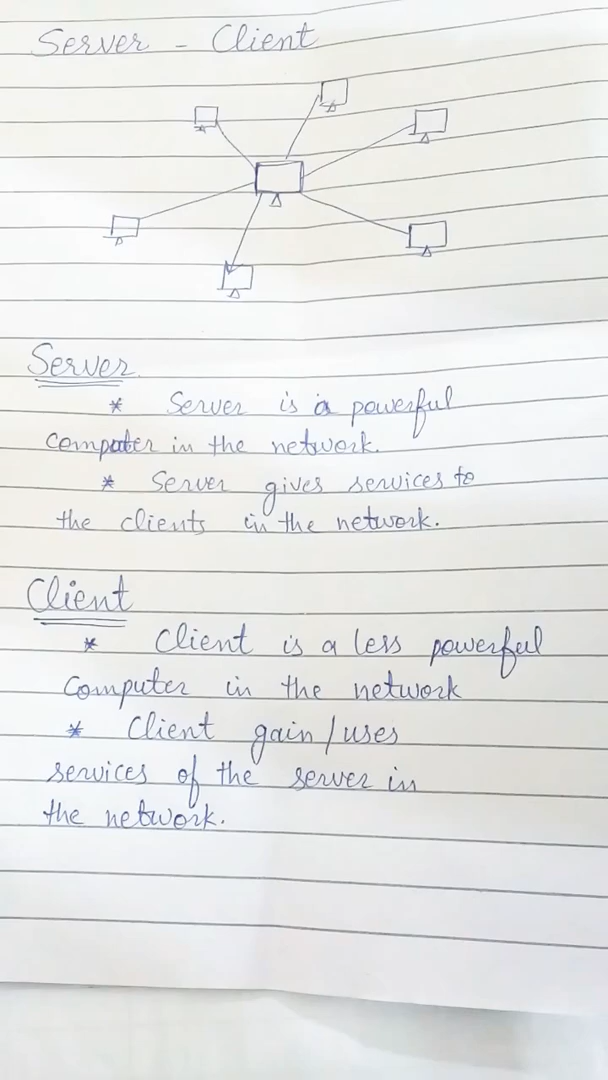 Server - Client
Server
* Server is a powerful
computer in the network.
* Server gives services to
the clients in the network.
Client
* Client is a less powerful
Computer in the network
* Client gain/uses
services of the server in
the network.